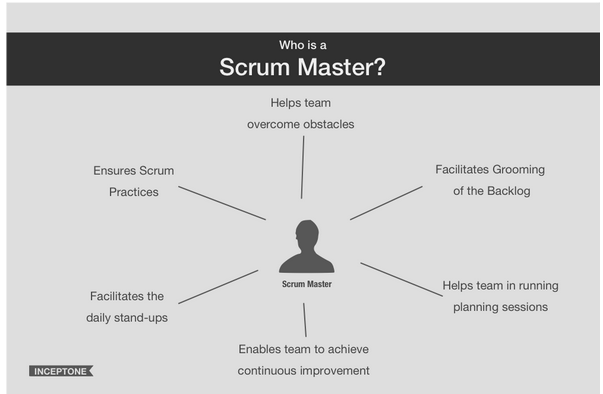 Who is a
Scrum Master?
Helps team
overcome obstacles
Ensures Scrum
Practices
Facilitates Grooming
of the Backlog
Scrum Master
Facilitates the
daily stand-ups
Helps team in running
planning sessions
Enables team to achieve
continuous improvement
INCEPTONE